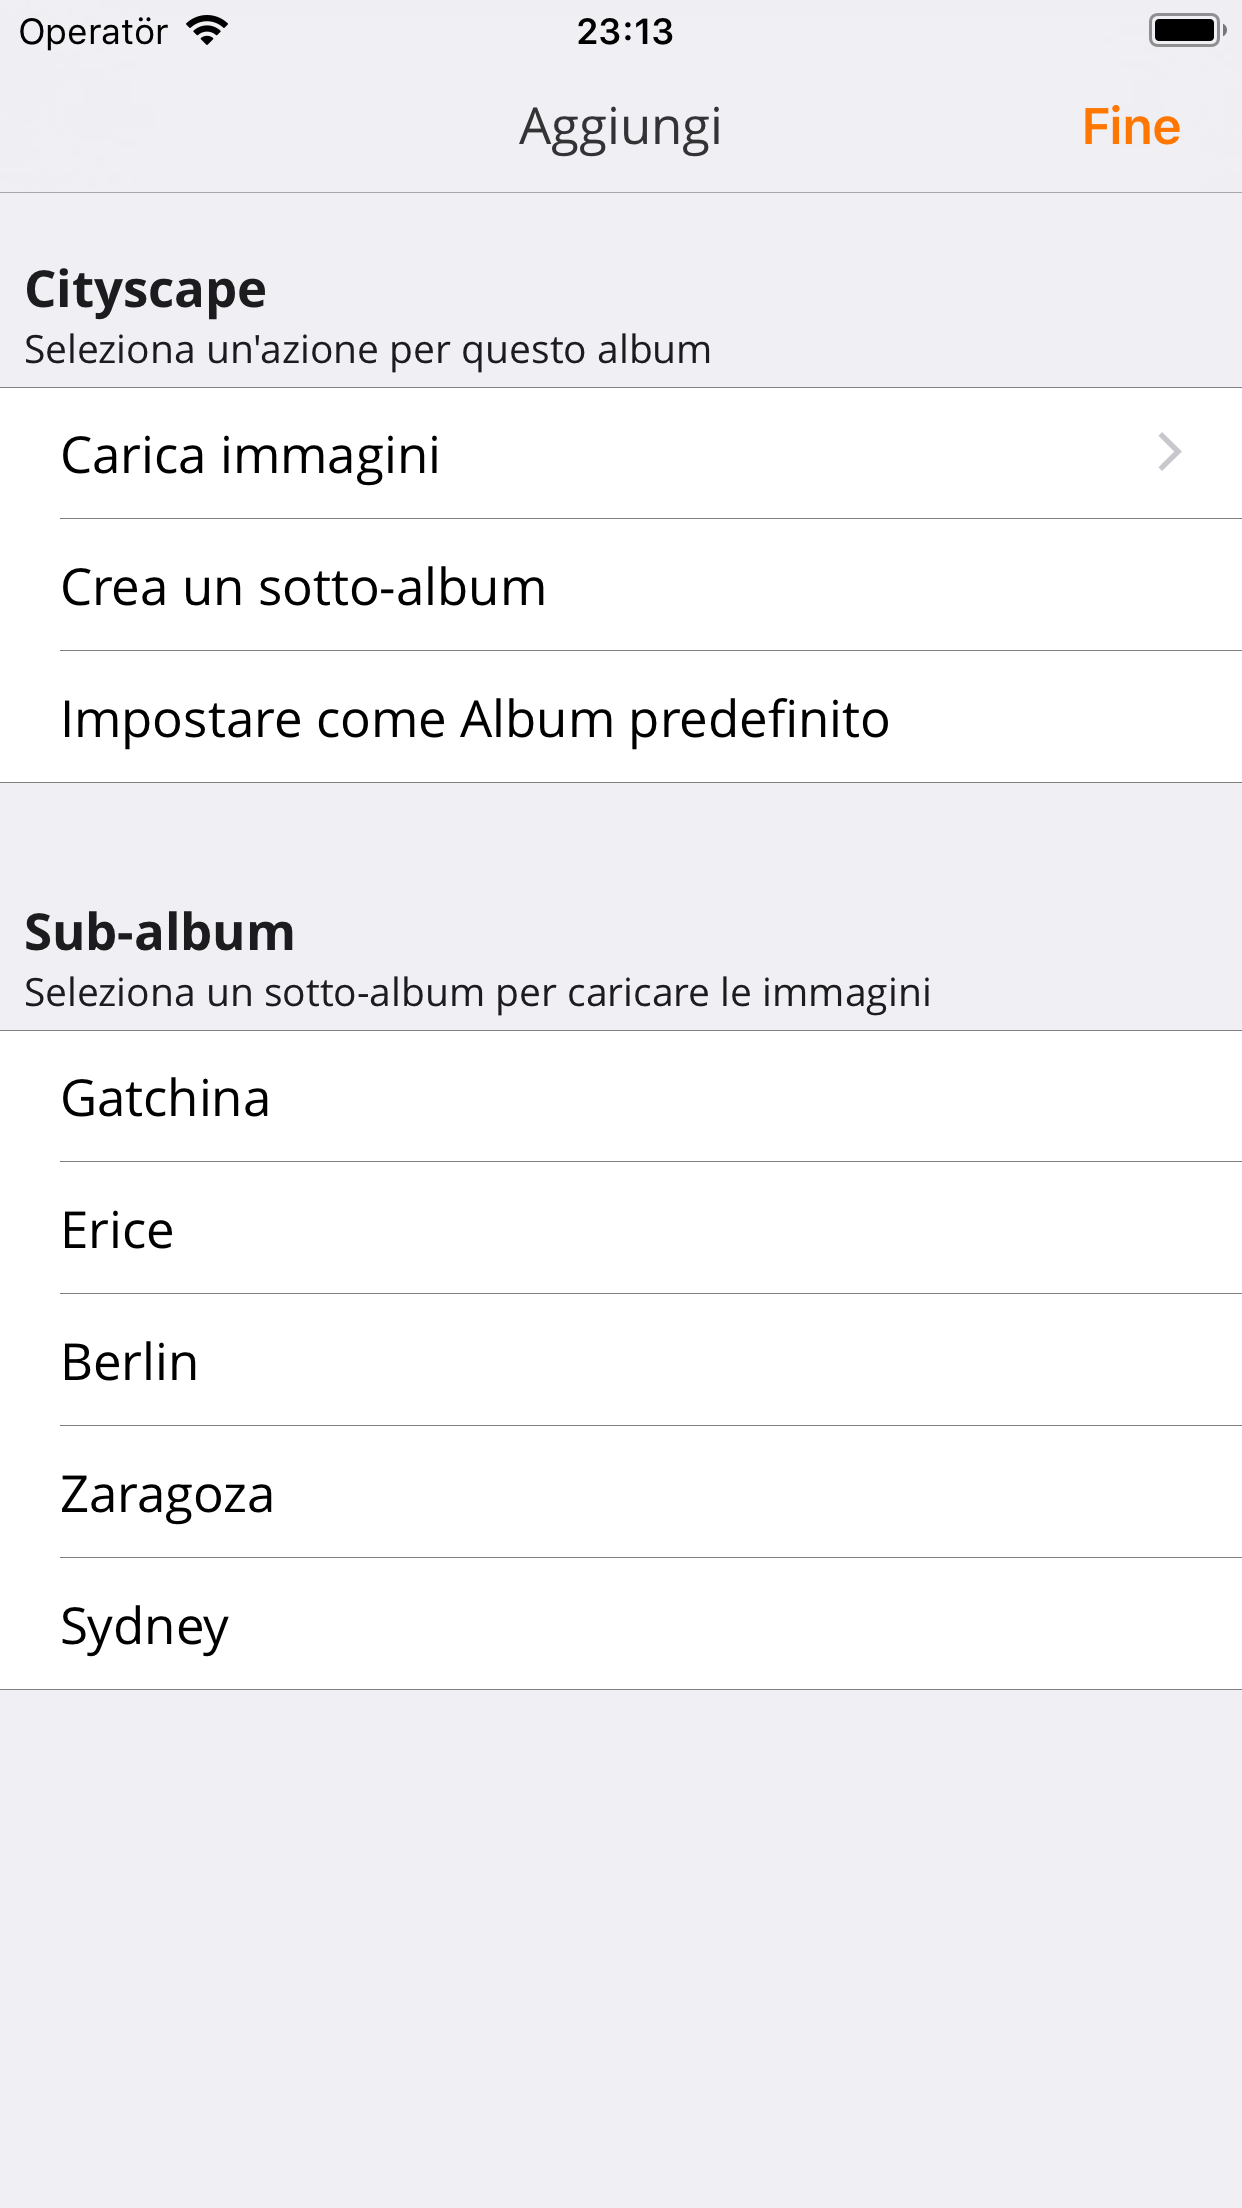 Operatör 23:13
Aggiungi Fine
Cityscape
Seleziona un'azione per questo album
Carica immagini
Crea un sotto-album
Impostare come Album predefinito
Sub-album
Seleziona un sotto-album per caricare le immagini
Gatchina
Erice
Berlin
Zaragoza
Sydney